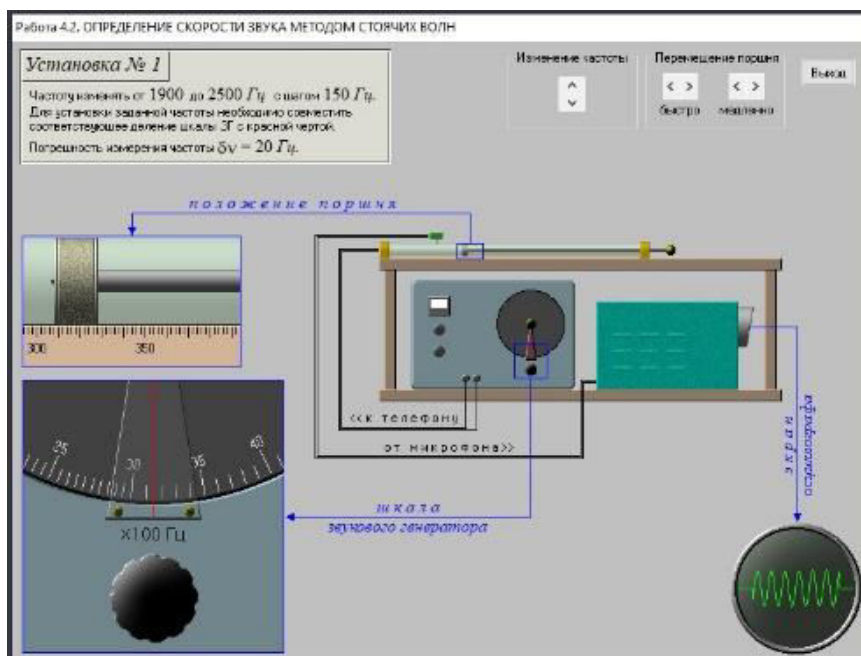 Работа 4.2. ОПРЕДЕЛЕНИЕ СКОРОСТИ ЗВУКА МЕТОДОМ СТОЯЧИХ ВОЛН
Установка № 1
Частоту изменять от 1900 до 2500 Гц с шагом 150 Гц.
Для установки заданной частоты необходимо совместить
соответствующее деление шкалы ЗГ с красной чертой.
Погрешность измерения частоты δν = 20 Гц.
Изменение частоты
Перемещение поршня
быстро
медленно
Выход
положение поршня
300 350
25 30 35 40
×100 Гц
<<к телефону
от микрофона>>
шкала
звукового генератора
экран
осциллографа